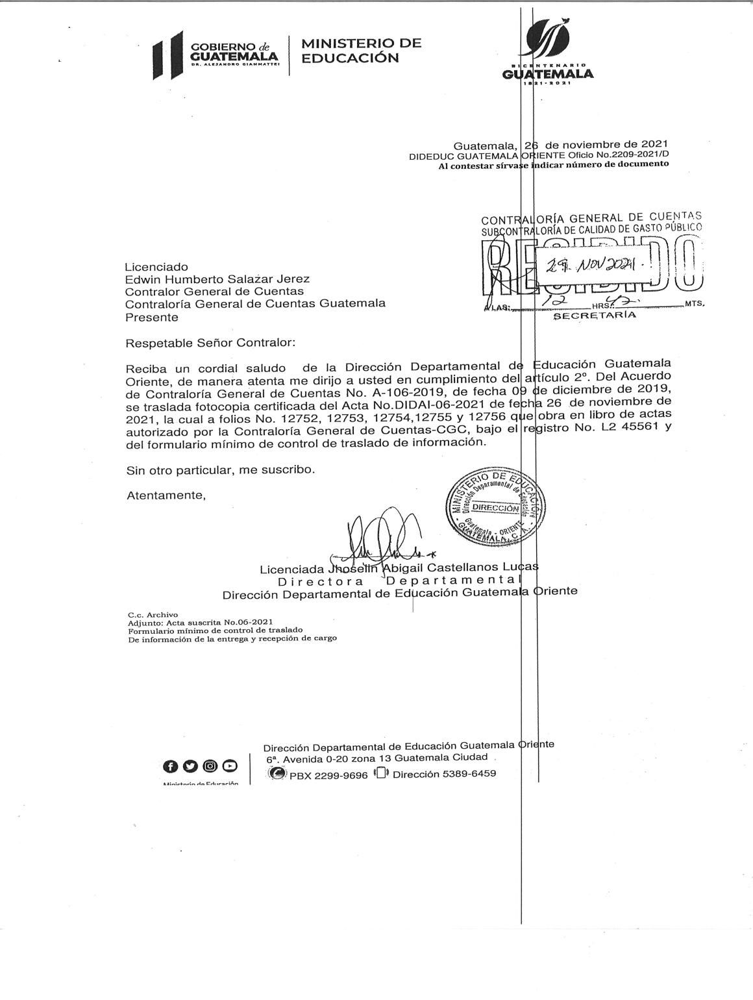 GOBIERNO de
GUATEMALA
DR. ALEJANDRO GIAMMATTEI
MINISTERIO DE
EDUCACIÓN
BICENTENARIO
GUATEMALA
1821-2021
Guatemala, 26 de noviembre de 2021
DIDEDUC GUATEMALA ORIENTE Oficio No.2209-2021/D
Al contestar sírvase indicar número de documento
CONTRALORÍA GENERAL DE CUENTAS
SUBCONTRALORÍA DE CALIDAD DE GASTO PÚBLICO
RECIBIDO
29 NOV 2021.
A LAS: 12 HRS. 42 MTS.
SECRETARÍA
Licenciado
Edwin Humberto Salazar Jerez
Contralor General de Cuentas
Contraloría General de Cuentas Guatemala
Presente
Respetable Señor Contralor:
Reciba un cordial saludo de la Dirección Departamental de Educación Guatemala
Oriente, de manera atenta me dirijo a usted en cumplimiento del artículo 2º. Del Acuerdo
de Contraloría General de Cuentas No. A-106-2019, de fecha 09 de diciembre de 2019,
se traslada fotocopia certificada del Acta No.DIDAI-06-2021 de fecha 26 de noviembre de
2021, la cual a folios No. 12752, 12753, 12754,12755 y 12756 que obra en libro de actas
autorizado por la Contraloría General de Cuentas-CGC, bajo el registro No. L2 45561 y
del formulario mínimo de control de traslado de información.
Sin otro particular, me suscribo.
Atentamente,
MINISTERIO DE EDUCACIÓN
Dirección Deparamental de Educación
DIRECCIÓN
Guatemala - ORIENTE
GUATEMALA, C. A.
Licenciada Jhoselin Abigail Castellanos Lucas
Directora Departamental
Dirección Departamental de Educación Guatemala Oriente
C.c. Archivo
Adjunto: Acta suscrita No.06-2021
Formulario mínimo de control de traslado
De información de la entrega y recepción de cargo
Dirección Departamental de Educación Guatemala Oriente
6ª. Avenida 0-20 zona 13 Guatemala Ciudad
PBX 2299-9696 Dirección 5389-6459
Ministerio de Educación